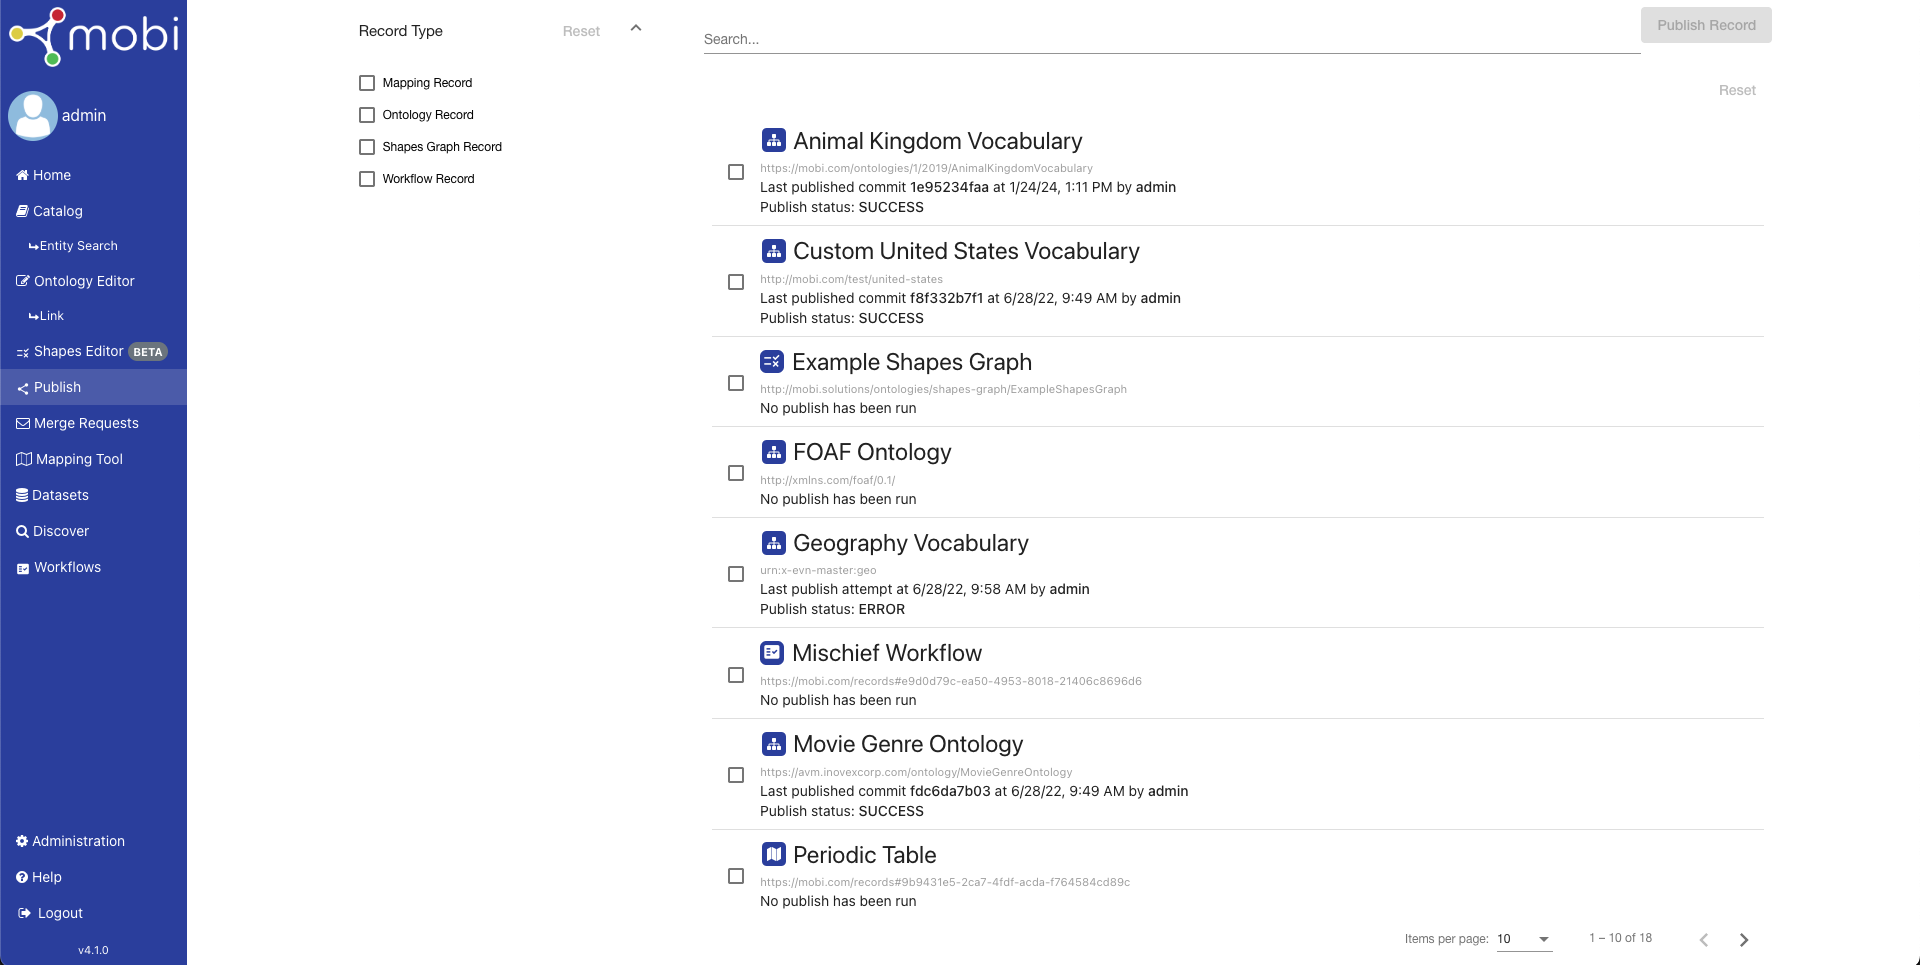 mobi
admin
Home
Catalog
Entity Search
Ontology Editor
Link
Shapes Editor BETA
Publish
Merge Requests
Mapping Tool
Datasets
Discover
Workflows
Administration
Help
Logout
v4.1.0
Record Type Reset
Mapping Record
Ontology Record
Shapes Graph Record
Workflow Record
Search...
Publish Record
Reset
Animal Kingdom Vocabulary
https://mobi.com/ontologies/1/2019/AnimalKingdomVocabulary
Last published commit 1e95234faa at 1/24/24, 1:11 PM by admin
Publish status: SUCCESS
Custom United States Vocabulary
http://mobi.com/test/united-states
Last published commit f8f332b7f1 at 6/28/22, 9:49 AM by admin
Publish status: SUCCESS
Example Shapes Graph
http://mobi.solutions/ontologies/shapes-graph/ExampleShapesGraph
No publish has been run
FOAF Ontology
http://xmlns.com/foaf/0.1/
No publish has been run
Geography Vocabulary
urn:x-evn-master:geo
Last publish attempt at 6/28/22, 9:58 AM by admin
Publish status: ERROR
Mischief Workflow
https://mobi.com/records#e9d0d79c-ea50-4953-8018-21406c8696d6
No publish has been run
Movie Genre Ontology
https://avm.inovexcorp.com/ontology/MovieGenreOntology
Last published commit fdc6da7b03 at 6/28/22, 9:49 AM by admin
Publish status: SUCCESS
Periodic Table
https://mobi.com/records#9b9431e5-2ca7-4fdf-acda-f764584cd89c
No publish has been run
Items per page: 10 1 – 10 of 18